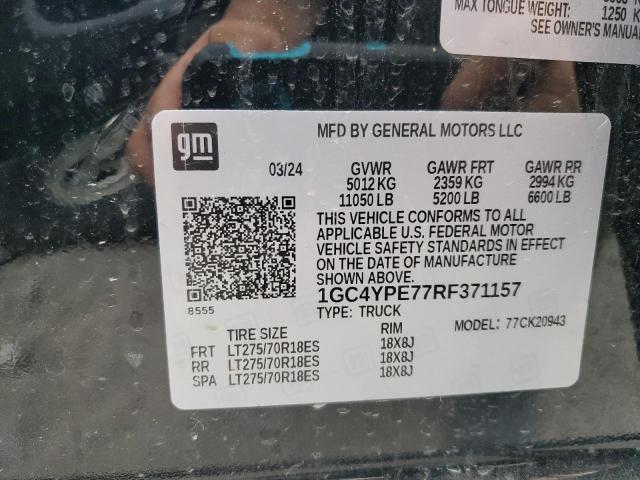 MAX TONGUE WEIGHT: 1250 K
SEE OWNER'S MANUA
gm
MFD BY GENERAL MOTORS LLC
03/24 GVWR GAWR FRT GAWR RR
5012 KG 2359 KG 2994 KG
11050 LB 5200 LB 6600 LB
THIS VEHICLE CONFORMS TO ALL
APPLICABLE U.S. FEDERAL MOTOR
VEHICLE SAFETY STANDARDS IN EFFECT
ON THE DATE OF MANUFACTURE
SHOWN ABOVE.
8555
1GC4YPE77RF371157
TYPE: TRUCK MODEL: 77CK20943
TIRE SIZE RIM
FRT LT275/70R18ES 18X8J
RR LT275/70R18ES 18X8J
SPA LT275/70R18ES 18X8J